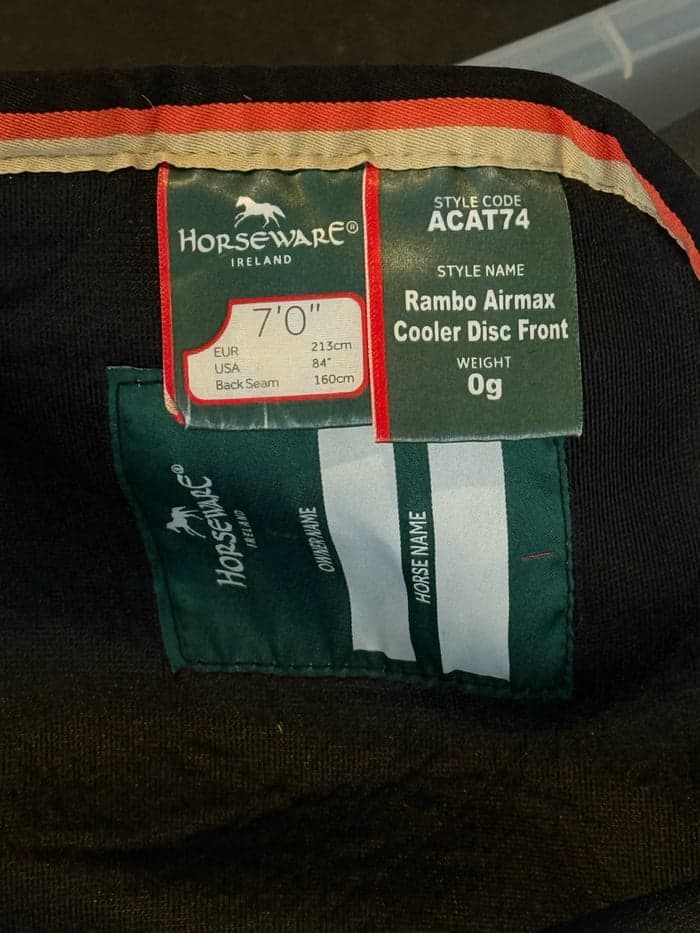 HORSEWARE®
IRELAND
7'0"
EUR 213cm
USA 84"
Back Seam 160cm
STYLE CODE
ACAT74
STYLE NAME
Rambo Airmax
Cooler Disc Front
WEIGHT
0g
HORSEWARE®
IRELAND
OWNER NAME
HORSE NAME